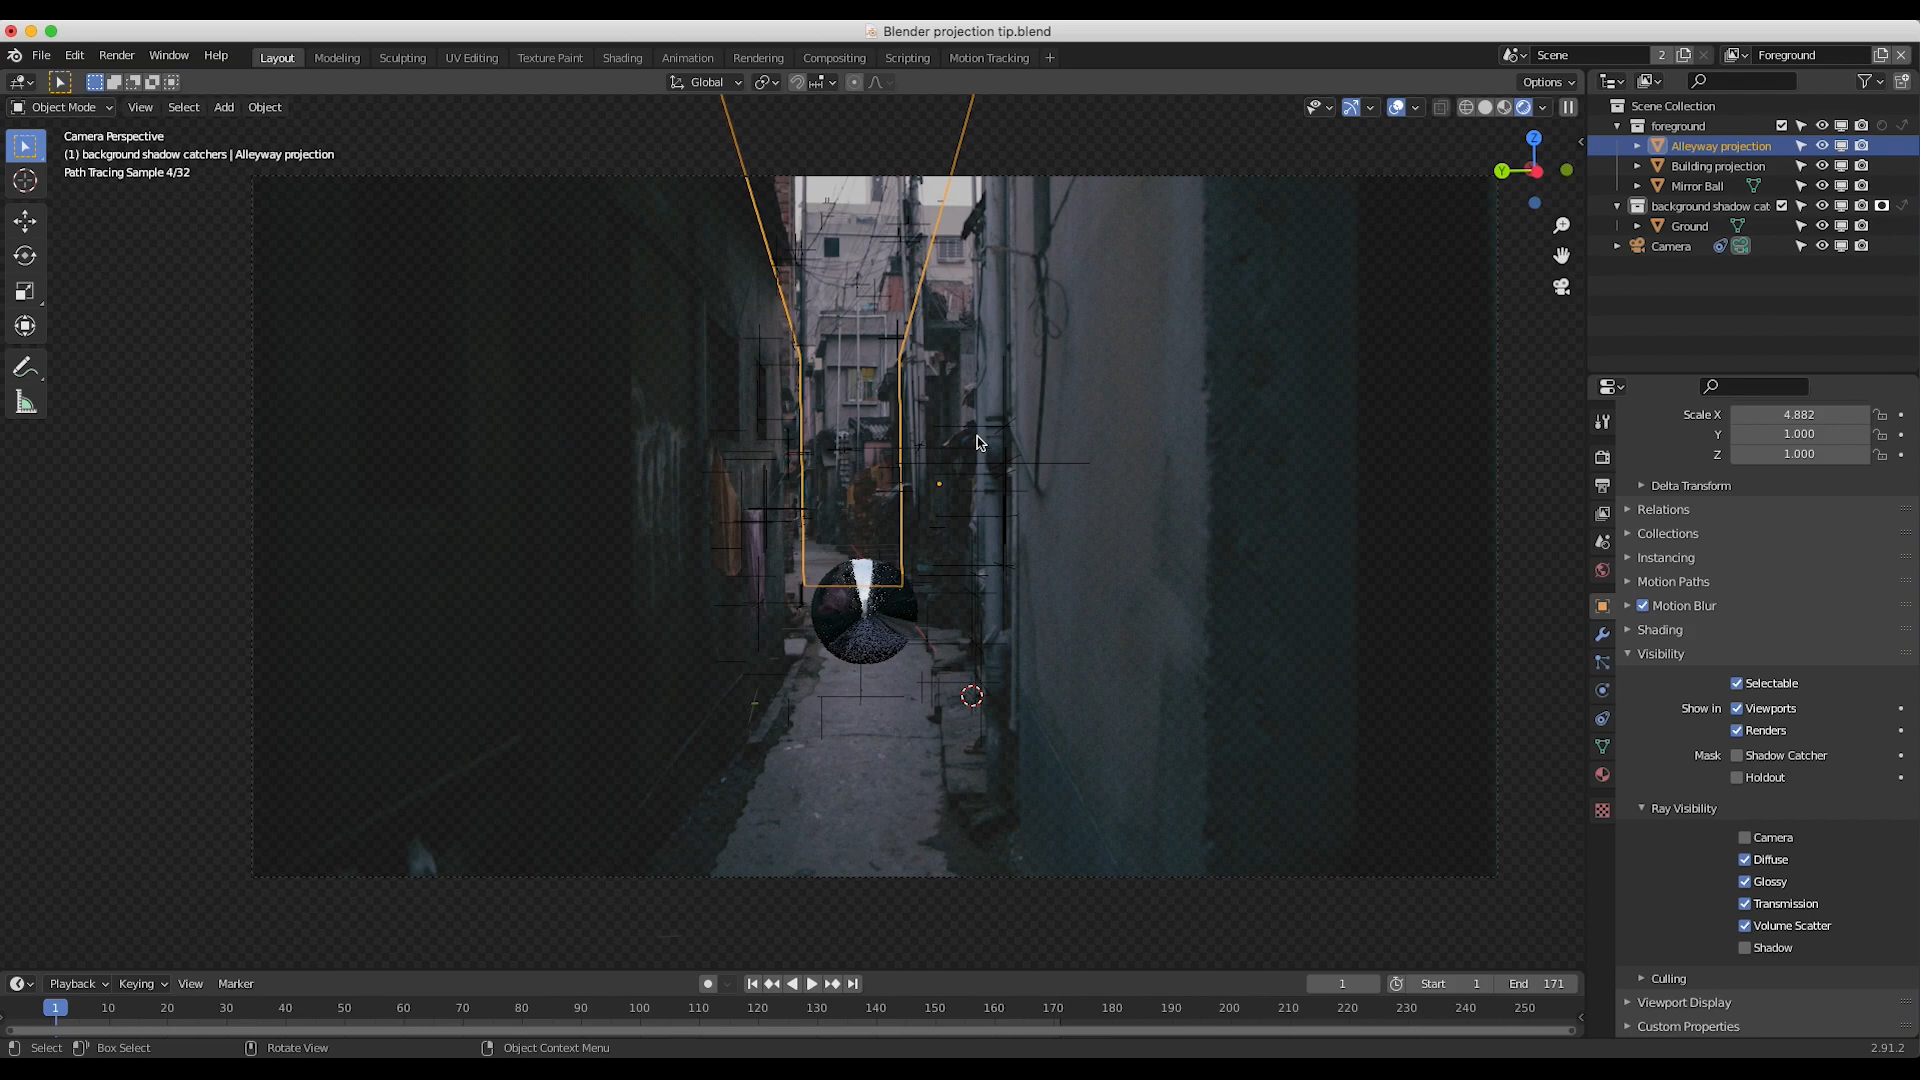 Blender projection tip.blend
File Edit Render Window Help Layout Modeling Sculpting UV Editing Texture Paint Shading Animation Rendering Compositing Scripting Motion Tracking + Scene 2 Foreground
Global Options
Object Mode View Select Add Object
Camera Perspective
(1) background shadow catchers | Alleyway projection
Path Tracing Sample 4/32
Z
Y
Scene Collection
foreground
Alleyway projection
Building projection
Mirror Ball
background shadow cat
Ground
Camera
Scale X 4.882
Y 1.000
Z 1.000
Delta Transform
Relations
Collections
Instancing
Motion Paths
Motion Blur
Shading
Visibility
Selectable
Show in Viewports
Renders
Mask Shadow Catcher
Holdout
Ray Visibility
Camera
Diffuse
Glossy
Transmission
Volume Scatter
Shadow
Culling
Viewport Display
Custom Properties
Playback Keying View Marker 1 Start 1 End 171
1 10 20 30 40 50 60 70 80 90 100 110 120 130 140 150 160 170 180 190 200 210 220 230 240 250
Select Box Select Rotate View Object Context Menu 2.91.2